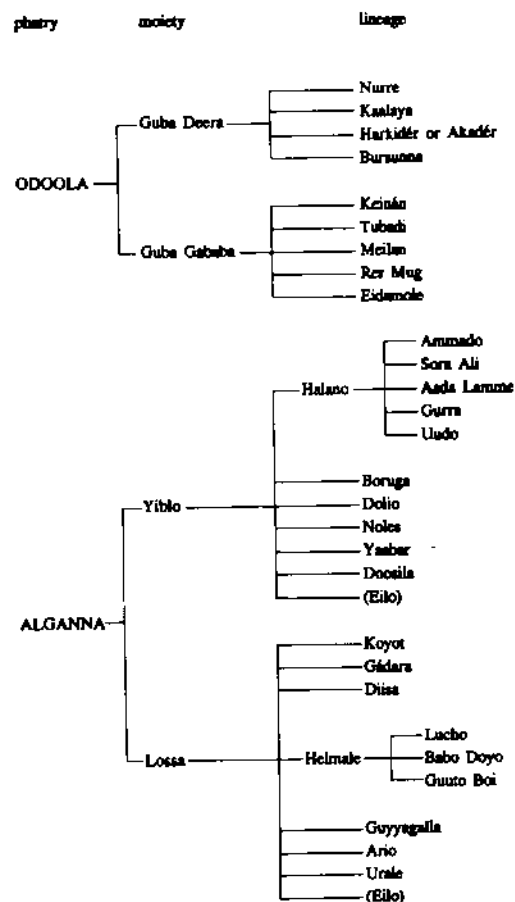 phatry moiety lineage
Nurre
Kaalaya
Guba Deera
Harkidér or Akadér
Bursunna
ODOOLA
Keinán
Tubadi
Guba Gababa
Meilan
Rer Mug
Eidamole
Ammado
Sora Ali
Halano
Aada Lamme
Gurra
Uudo
Boruga
Yiblo
Dolio
Noles
Yaabar
Doosila
(Eilo)
ALGANNA
Koyot
Gádara
Diisa
Lucho
Lossa
Helmale
Babo Doyo
Guuto Boi
Guyyagalla
Ario
Urale
(Eilo)